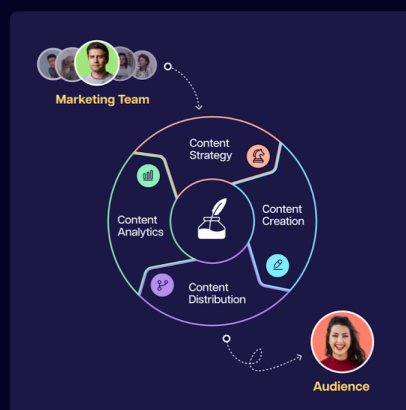 Marketing Team
Content
Strategy
Content
Creation
Content
Analytics
Content
Distribution
Audience